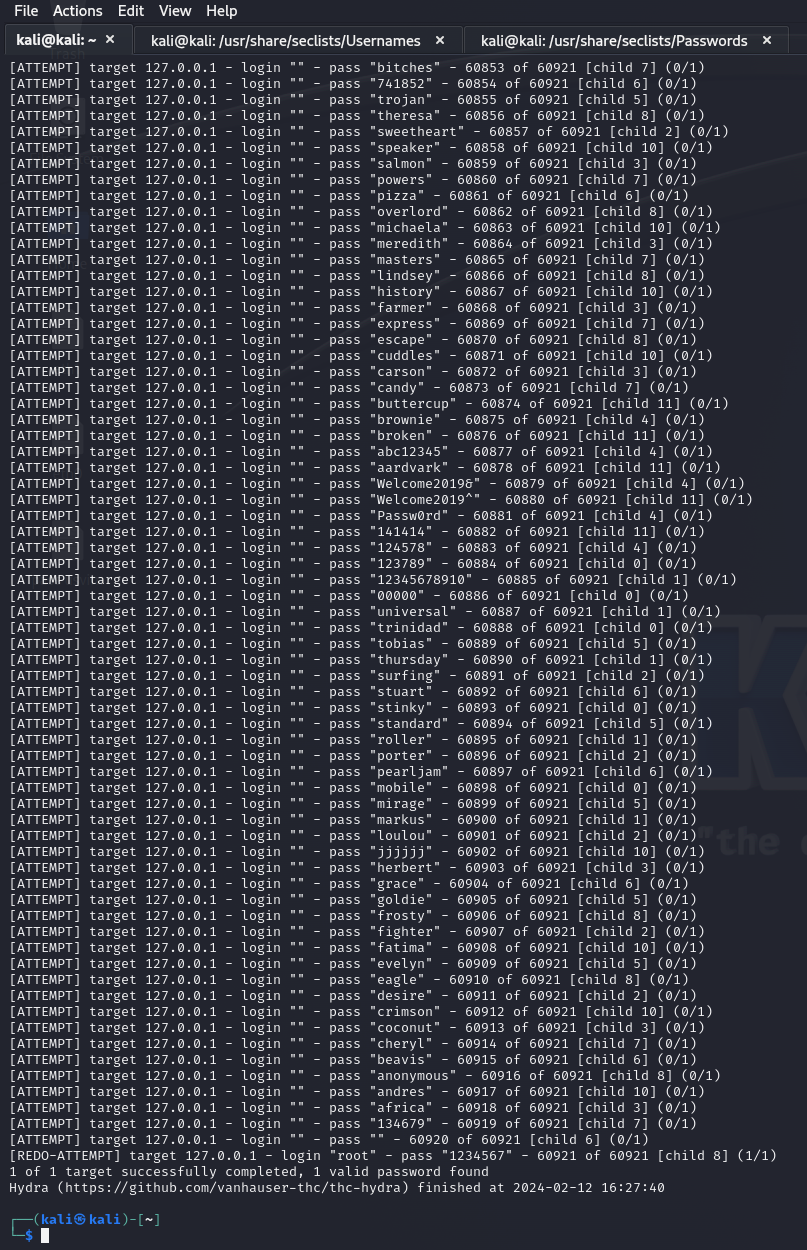 File Actions Edit View Help
kali@kali: ~ × kali@kali: /usr/share/seclists/Usernames × kali@kali: /usr/share/seclists/Passwords ×
[ATTEMPT] target 127.0.0.1 - login "" - pass "bitches" - 60853 of 60921 [child 7] (0/1)
[ATTEMPT] target 127.0.0.1 - login "" - pass "741852" - 60854 of 60921 [child 6] (0/1)
[ATTEMPT] target 127.0.0.1 - login "" - pass "trojan" - 60855 of 60921 [child 5] (0/1)
[ATTEMPT] target 127.0.0.1 - login "" - pass "theresa" - 60856 of 60921 [child 8] (0/1)
[ATTEMPT] target 127.0.0.1 - login "" - pass "sweetheart" - 60857 of 60921 [child 2] (0/1)
[ATTEMPT] target 127.0.0.1 - login "" - pass "speaker" - 60858 of 60921 [child 10] (0/1)
[ATTEMPT] target 127.0.0.1 - login "" - pass "salmon" - 60859 of 60921 [child 3] (0/1)
[ATTEMPT] target 127.0.0.1 - login "" - pass "powers" - 60860 of 60921 [child 7] (0/1)
[ATTEMPT] target 127.0.0.1 - login "" - pass "pizza" - 60861 of 60921 [child 6] (0/1)
[ATTEMPT] target 127.0.0.1 - login "" - pass "overlord" - 60862 of 60921 [child 8] (0/1)
[ATTEMPT] target 127.0.0.1 - login "" - pass "michaela" - 60863 of 60921 [child 10] (0/1)
[ATTEMPT] target 127.0.0.1 - login "" - pass "meredith" - 60864 of 60921 [child 3] (0/1)
[ATTEMPT] target 127.0.0.1 - login "" - pass "masters" - 60865 of 60921 [child 7] (0/1)
[ATTEMPT] target 127.0.0.1 - login "" - pass "lindsey" - 60866 of 60921 [child 8] (0/1)
[ATTEMPT] target 127.0.0.1 - login "" - pass "history" - 60867 of 60921 [child 10] (0/1)
[ATTEMPT] target 127.0.0.1 - login "" - pass "farmer" - 60868 of 60921 [child 3] (0/1)
[ATTEMPT] target 127.0.0.1 - login "" - pass "express" - 60869 of 60921 [child 7] (0/1)
[ATTEMPT] target 127.0.0.1 - login "" - pass "escape" - 60870 of 60921 [child 8] (0/1)
[ATTEMPT] target 127.0.0.1 - login "" - pass "cuddles" - 60871 of 60921 [child 10] (0/1)
[ATTEMPT] target 127.0.0.1 - login "" - pass "carson" - 60872 of 60921 [child 3] (0/1)
[ATTEMPT] target 127.0.0.1 - login "" - pass "candy" - 60873 of 60921 [child 7] (0/1)
[ATTEMPT] target 127.0.0.1 - login "" - pass "buttercup" - 60874 of 60921 [child 11] (0/1)
[ATTEMPT] target 127.0.0.1 - login "" - pass "brownie" - 60875 of 60921 [child 4] (0/1)
[ATTEMPT] target 127.0.0.1 - login "" - pass "broken" - 60876 of 60921 [child 11] (0/1)
[ATTEMPT] target 127.0.0.1 - login "" - pass "abc12345" - 60877 of 60921 [child 4] (0/1)
[ATTEMPT] target 127.0.0.1 - login "" - pass "aardvark" - 60878 of 60921 [child 11] (0/1)
[ATTEMPT] target 127.0.0.1 - login "" - pass "Welcome2019&" - 60879 of 60921 [child 4] (0/1)
[ATTEMPT] target 127.0.0.1 - login "" - pass "Welcome2019^" - 60880 of 60921 [child 11] (0/1)
[ATTEMPT] target 127.0.0.1 - login "" - pass "Passw0rd" - 60881 of 60921 [child 4] (0/1)
[ATTEMPT] target 127.0.0.1 - login "" - pass "141414" - 60882 of 60921 [child 11] (0/1)
[ATTEMPT] target 127.0.0.1 - login "" - pass "124578" - 60883 of 60921 [child 4] (0/1)
[ATTEMPT] target 127.0.0.1 - login "" - pass "123789" - 60884 of 60921 [child 0] (0/1)
[ATTEMPT] target 127.0.0.1 - login "" - pass "12345678910" - 60885 of 60921 [child 1] (0/1)
[ATTEMPT] target 127.0.0.1 - login "" - pass "00000" - 60886 of 60921 [child 0] (0/1)
[ATTEMPT] target 127.0.0.1 - login "" - pass "universal" - 60887 of 60921 [child 1] (0/1)
[ATTEMPT] target 127.0.0.1 - login "" - pass "trinidad" - 60888 of 60921 [child 0] (0/1)
[ATTEMPT] target 127.0.0.1 - login "" - pass "tobias" - 60889 of 60921 [child 5] (0/1)
[ATTEMPT] target 127.0.0.1 - login "" - pass "thursday" - 60890 of 60921 [child 1] (0/1)
[ATTEMPT] target 127.0.0.1 - login "" - pass "surfing" - 60891 of 60921 [child 2] (0/1)
[ATTEMPT] target 127.0.0.1 - login "" - pass "stuart" - 60892 of 60921 [child 6] (0/1)
[ATTEMPT] target 127.0.0.1 - login "" - pass "stinky" - 60893 of 60921 [child 0] (0/1)
[ATTEMPT] target 127.0.0.1 - login "" - pass "standard" - 60894 of 60921 [child 5] (0/1)
[ATTEMPT] target 127.0.0.1 - login "" - pass "roller" - 60895 of 60921 [child 1] (0/1)
[ATTEMPT] target 127.0.0.1 - login "" - pass "porter" - 60896 of 60921 [child 2] (0/1)
[ATTEMPT] target 127.0.0.1 - login "" - pass "pearljam" - 60897 of 60921 [child 6] (0/1)
[ATTEMPT] target 127.0.0.1 - login "" - pass "mobile" - 60898 of 60921 [child 0] (0/1)
[ATTEMPT] target 127.0.0.1 - login "" - pass "mirage" - 60899 of 60921 [child 5] (0/1)
[ATTEMPT] target 127.0.0.1 - login "" - pass "markus" - 60900 of 60921 [child 1] (0/1)
[ATTEMPT] target 127.0.0.1 - login "" - pass "loulou" - 60901 of 60921 [child 2] (0/1)
[ATTEMPT] target 127.0.0.1 - login "" - pass "jjjjjj" - 60902 of 60921 [child 10] (0/1)
[ATTEMPT] target 127.0.0.1 - login "" - pass "herbert" - 60903 of 60921 [child 3] (0/1)
[ATTEMPT] target 127.0.0.1 - login "" - pass "grace" - 60904 of 60921 [child 6] (0/1)
[ATTEMPT] target 127.0.0.1 - login "" - pass "goldie" - 60905 of 60921 [child 5] (0/1)
[ATTEMPT] target 127.0.0.1 - login "" - pass "frosty" - 60906 of 60921 [child 8] (0/1)
[ATTEMPT] target 127.0.0.1 - login "" - pass "fighter" - 60907 of 60921 [child 2] (0/1)
[ATTEMPT] target 127.0.0.1 - login "" - pass "fatima" - 60908 of 60921 [child 10] (0/1)
[ATTEMPT] target 127.0.0.1 - login "" - pass "evelyn" - 60909 of 60921 [child 5] (0/1)
[ATTEMPT] target 127.0.0.1 - login "" - pass "eagle" - 60910 of 60921 [child 8] (0/1)
[ATTEMPT] target 127.0.0.1 - login "" - pass "desire" - 60911 of 60921 [child 2] (0/1)
[ATTEMPT] target 127.0.0.1 - login "" - pass "crimson" - 60912 of 60921 [child 10] (0/1)
[ATTEMPT] target 127.0.0.1 - login "" - pass "coconut" - 60913 of 60921 [child 3] (0/1)
[ATTEMPT] target 127.0.0.1 - login "" - pass "cheryl" - 60914 of 60921 [child 7] (0/1)
[ATTEMPT] target 127.0.0.1 - login "" - pass "beavis" - 60915 of 60921 [child 6] (0/1)
[ATTEMPT] target 127.0.0.1 - login "" - pass "anonymous" - 60916 of 60921 [child 8] (0/1)
[ATTEMPT] target 127.0.0.1 - login "" - pass "andres" - 60917 of 60921 [child 10] (0/1)
[ATTEMPT] target 127.0.0.1 - login "" - pass "africa" - 60918 of 60921 [child 3] (0/1)
[ATTEMPT] target 127.0.0.1 - login "" - pass "134679" - 60919 of 60921 [child 7] (0/1)
[ATTEMPT] target 127.0.0.1 - login "" - pass "" - 60920 of 60921 [child 6] (0/1)
[REDO-ATTEMPT] target 127.0.0.1 - login "root" - pass "1234567" - 60921 of 60921 [child 8] (1/1)
1 of 1 target successfully completed, 1 valid password found
Hydra (https://github.com/vanhauser-thc/thc-hydra) finished at 2024-02-12 16:27:40
┌──(kali㉿kali)-[~]
└─$
K
"the